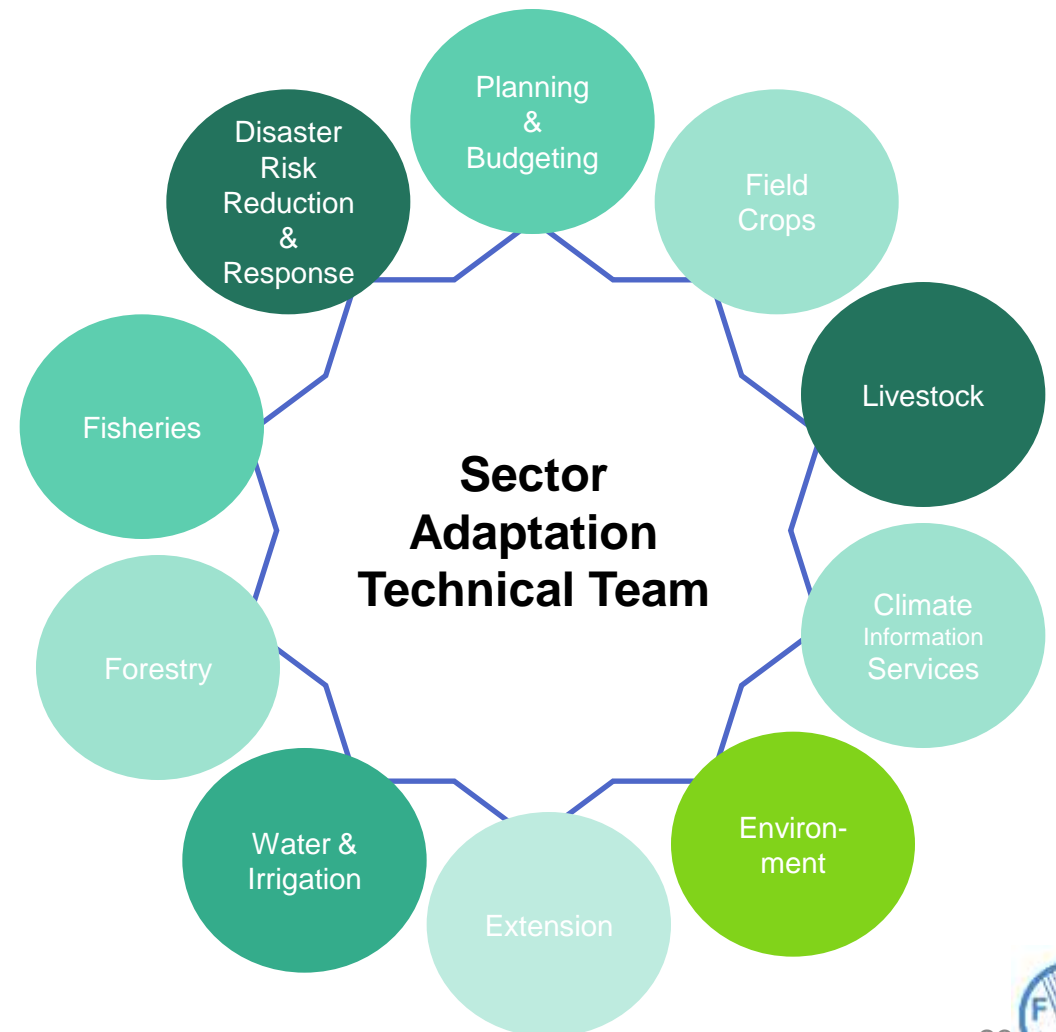 Planning
&
Budgeting
Field
Crops
Livestock
Climate
Information
Services
Environ-
ment
Extension
Water &
Irrigation
Forestry
Fisheries
Disaster
Risk
Reduction
&
Response
Sector
Adaptation
Technical Team
F